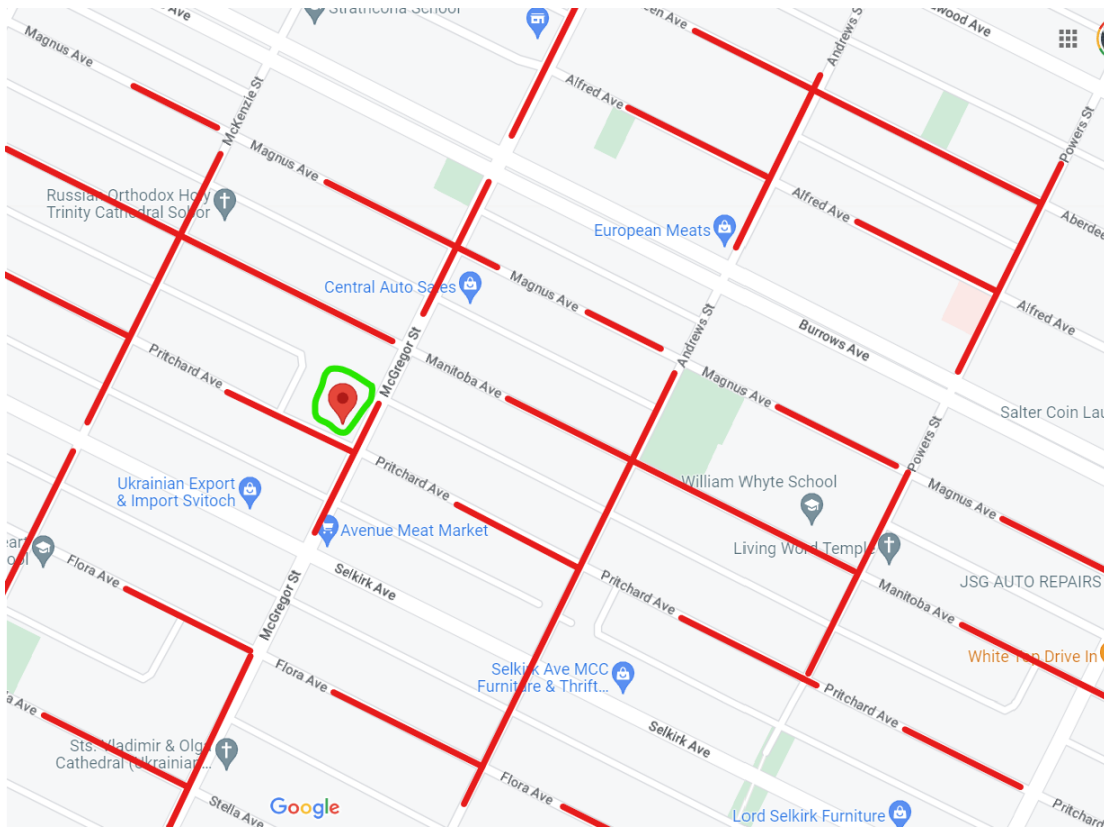 Strathcona School
Ave
Magnus Ave
McKenzie St
Magnus Ave
Russian Orthodox Holy
Trinity Cathedral Sobor
Alfred Ave
Andrews St
Ave
Powers St
European Meats
Alfred Ave
Central Auto Sales
Magnus Ave
Burrows Ave
Alfred Ave
McGregor St
Andrews St
Pritchard Ave
Manitoba Ave
Magnus Ave
Salter Coin Lau
Powers St
Pritchard Ave
Ukrainian Export
& Import Svitoch
William Whyte School
Magnus Ave
Avenue Meat Market
Living Word Temple
Flora Ave
Selkirk Ave
Pritchard Ave
JSG AUTO REPAIRS
Manitoba Ave
McGregor St
White Top Drive In
Flora Ave
Selkirk Ave MCC
Furniture & Thrift...
Pritchard Ave
Ave
Selkirk Ave
Sts. Vladimir & Olga
Cathedral (Ukrainian...
Flora Ave
Stella Ave
Google
Lord Selkirk Furniture
Pritchard